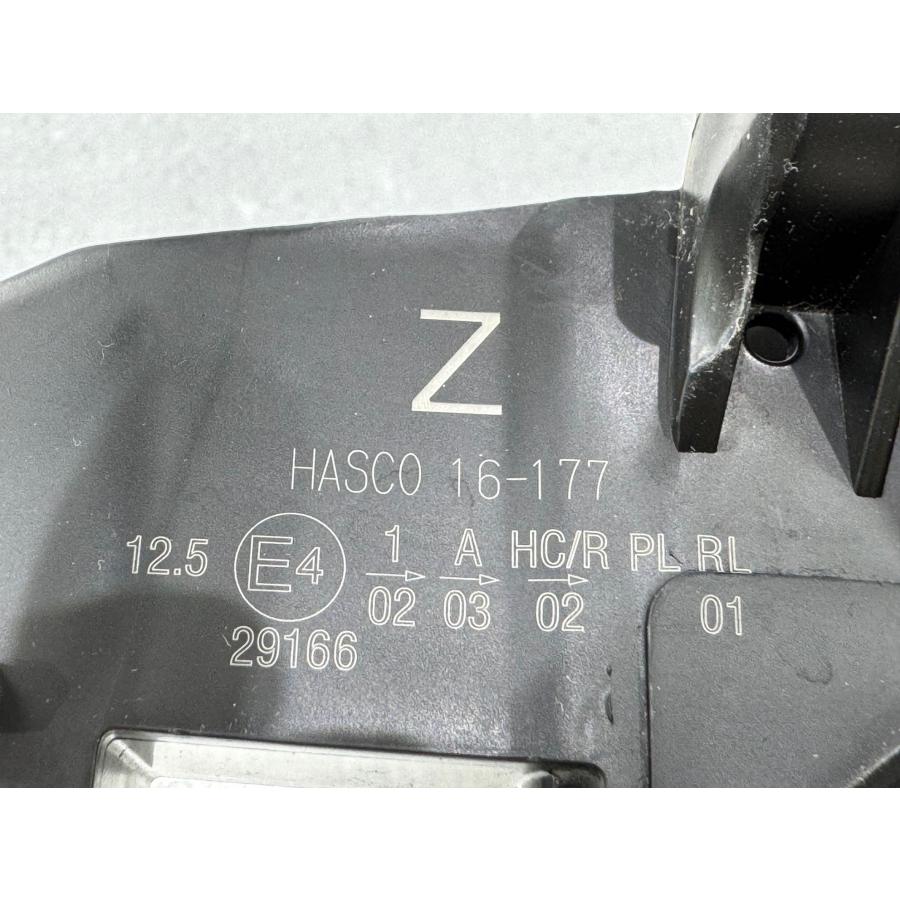 Z
HASCO 16-177
12.5 E4 1 A HC/R PL RL
→ → →
02 03 02 01
29166